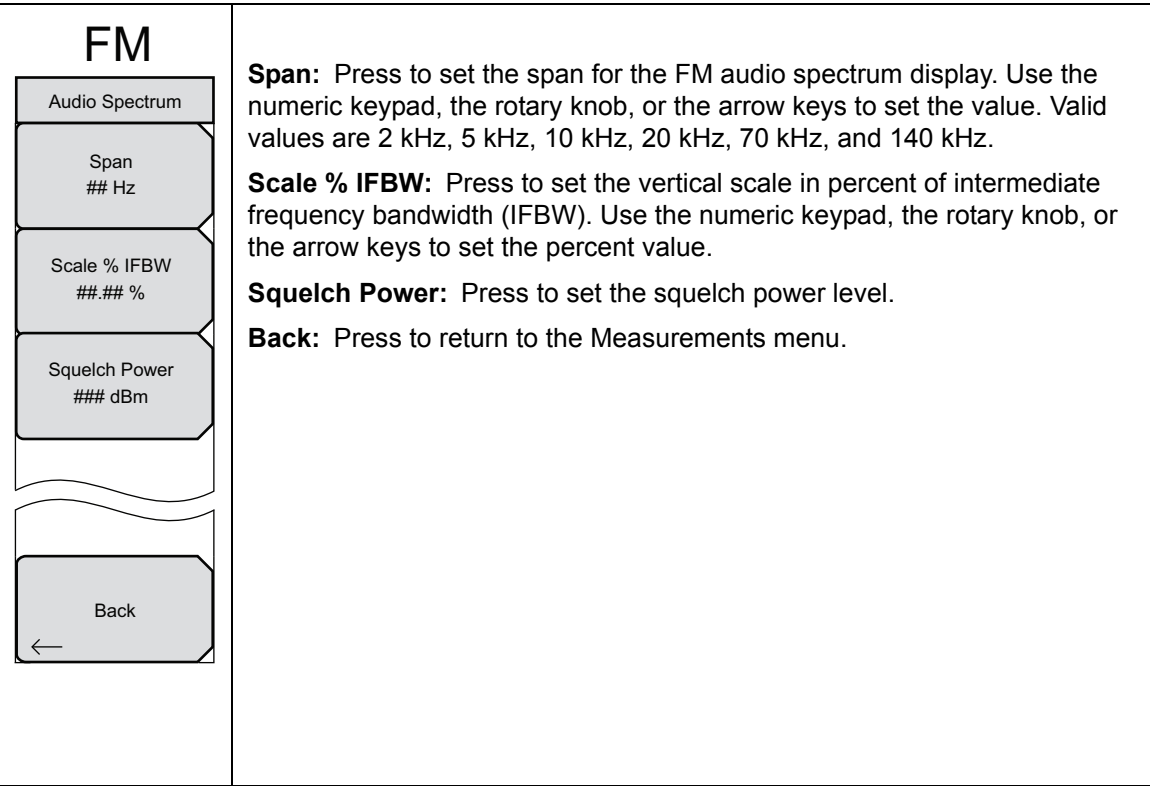 FM
Audio Spectrum
Span
## Hz
Scale % IFBW
##.## %
Squelch Power
### dBm
Back
Span: Press to set the span for the FM audio spectrum display. Use the
numeric keypad, the rotary knob, or the arrow keys to set the value. Valid
values are 2 kHz, 5 kHz, 10 kHz, 20 kHz, 70 kHz, and 140 kHz.
Scale % IFBW: Press to set the vertical scale in percent of intermediate
frequency bandwidth (IFBW). Use the numeric keypad, the rotary knob, or
the arrow keys to set the percent value.
Squelch Power: Press to set the squelch power level.
Back: Press to return to the Measurements menu.